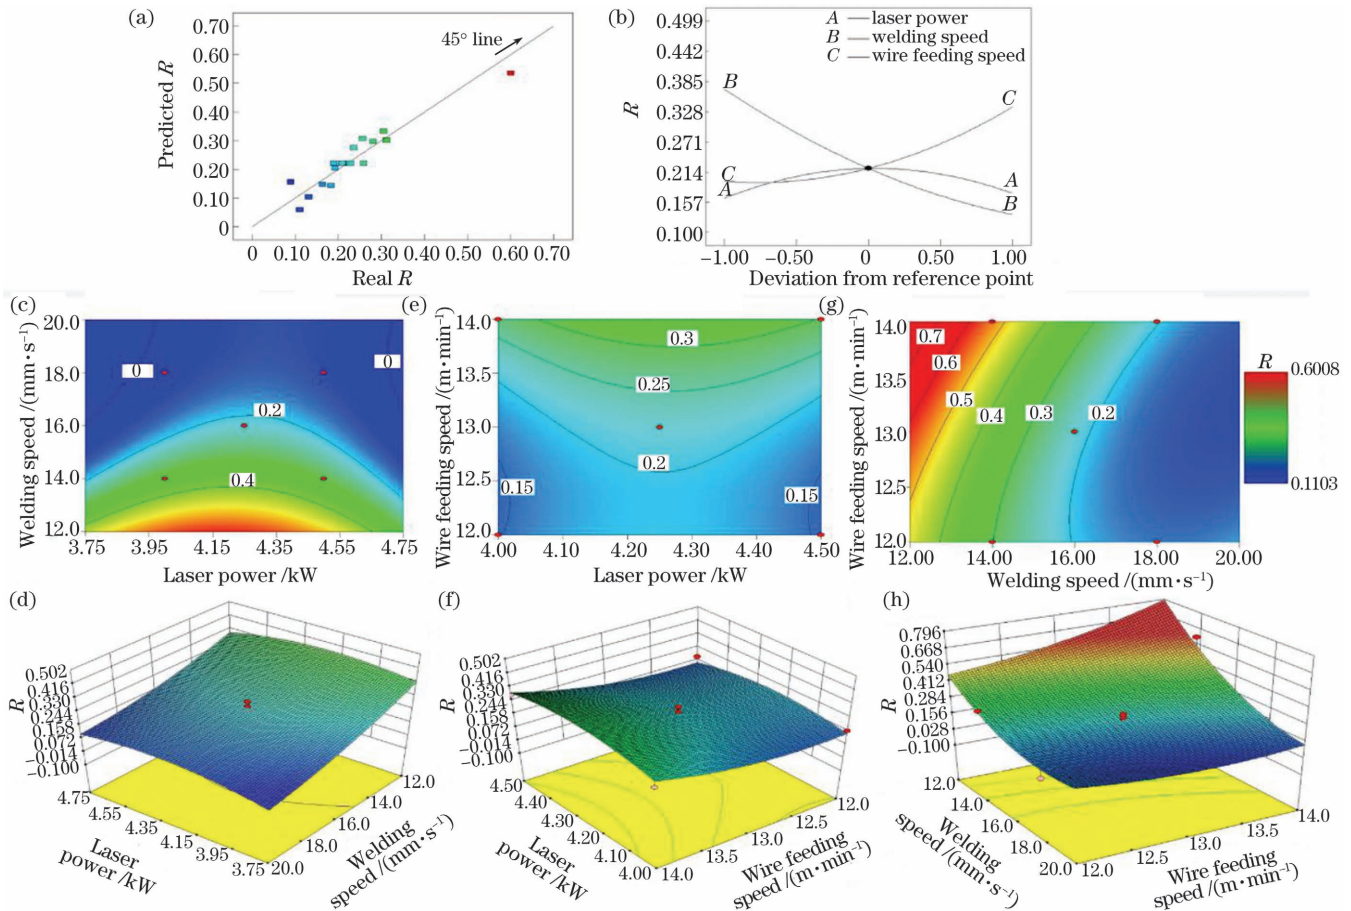 (a)
0.70
0.60
0.50
0.40
0.30
0.20
0.10
0
Predicted R
45° line
0 0.10 0.20 0.30 0.40 0.50 0.60 0.70
Real R
(b)
0.499
0.442
0.385
0.328
0.271
0.214
0.157
0.100
R
A — laser power
B — welding speed
C — wire feeding speed
B
C
C
A
A
B
−1.00 −0.50 0 0.50 1.00
Deviation from reference point
(c)
20.0
18.0
16.0
14.0
12.0
Welding speed /(mm·s⁻¹)
0
0
0.2
0.4
3.75 3.95 4.15 4.35 4.55 4.75
Laser power /kW
(e)
14.0
13.5
13.0
12.5
12.0
Wire feeding speed /(m·min⁻¹)
0.3
0.25
0.2
0.15
0.15
4.00 4.10 4.20 4.30 4.40 4.50
Laser power /kW
(g)
14.0
13.5
13.0
12.5
12.0
Wire feeding speed /(m·min⁻¹)
0.7
0.6
0.5
0.4
0.3
0.2
12.00 14.00 16.00 18.00 20.00
Welding speed /(mm·s⁻¹)
R
0.6008
0.1103
(d)
0.502
0.416
0.330
0.244
0.158
0.072
−0.014
−0.100
R
4.75
4.55
4.35
4.15
3.95
3.75
Laser
power /kW
20.0
18.0
16.0
14.0
12.0
Welding
speed /(mm·s⁻¹)
(f)
0.502
0.416
0.330
0.244
0.158
0.072
−0.014
−0.100
R
4.50
4.40
4.30
4.20
4.10
4.00
Laser
power /kW
14.0
13.5
13.0
12.5
12.0
Wire feeding
speed /(m·min⁻¹)
(h)
0.796
0.668
0.540
0.412
0.284
0.156
0.028
−0.100
R
12.0
14.0
16.0
18.0
20.0
Welding
speed /(mm·s⁻¹)
12.0
12.5
13.0
13.5
14.0
Wire feeding
speed /(m·min⁻¹)